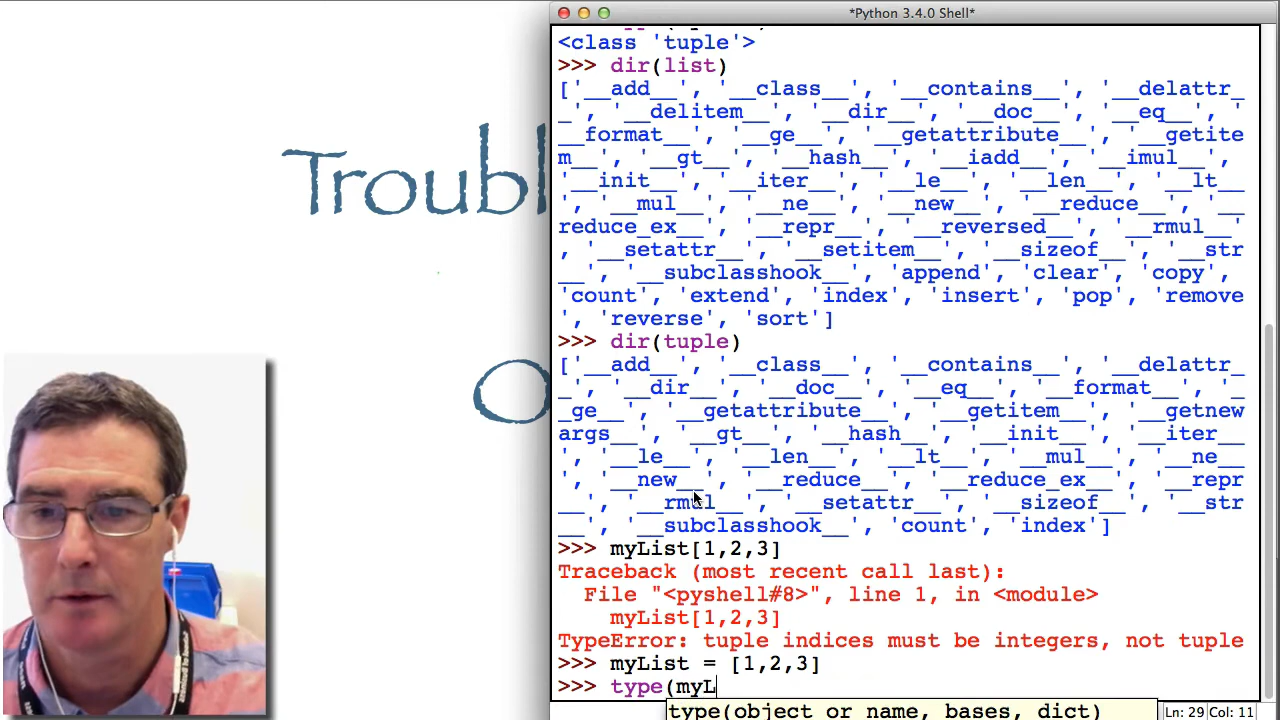 *Python 3.4.0 Shell*
<class 'tuple'>
>>> dir(list)
['__add__', '__class__', '__contains__', '__delattr_
_', '__delitem__', '__dir__', '__doc__', '__eq__', '
__format__', '__ge__', '__getattribute__', '__getite
m__', '__gt__', '__hash__', '__iadd__', '__imul__',
'__init__', '__iter__', '__le__', '__len__', '__lt__
', '__mul__', '__ne__', '__new__', '__reduce__', '__
reduce_ex__', '__repr__', '__reversed__', '__rmul__'
, '__setattr__', '__setitem__', '__sizeof__', '__str
__', '__subclasshook__', 'append', 'clear', 'copy',
'count', 'extend', 'index', 'insert', 'pop', 'remove
', 'reverse', 'sort']
>>> dir(tuple)
['__add__', '__class__', '__contains__', '__delattr_
_', '__dir__', '__doc__', '__eq__', '__format__', '_
_ge__', '__getattribute__', '__getitem__', '__getnew
args__', '__gt__', '__hash__', '__init__', '__iter__
', '__le__', '__len__', '__lt__', '__mul__', '__ne__
', '__new__', '__reduce__', '__reduce_ex__', '__repr
__', '__rmul__', '__setattr__', '__sizeof__', '__str
__', '__subclasshook__', 'count', 'index']
>>> myList[1,2,3]
Traceback (most recent call last):
File "<pyshell#8>", line 1, in <module>
myList[1,2,3]
TypeError: tuple indices must be integers, not tuple
>>> myList = [1,2,3]
>>> type(myL
type(object or name, bases, dict)
Ln: 29 Col: 11
Troubl
O